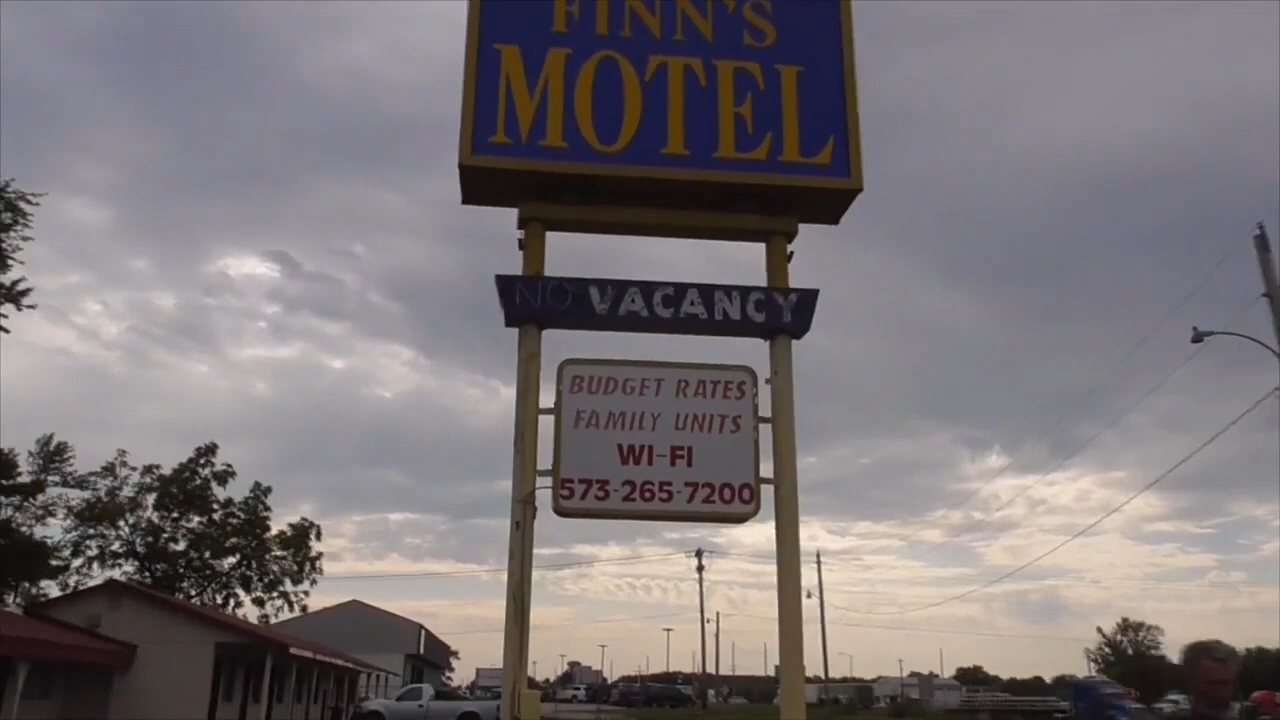 FINN'S
MOTEL
NO VACANCY
BUDGET RATES
FAMILY UNITS
WI-FI
573-265-7200